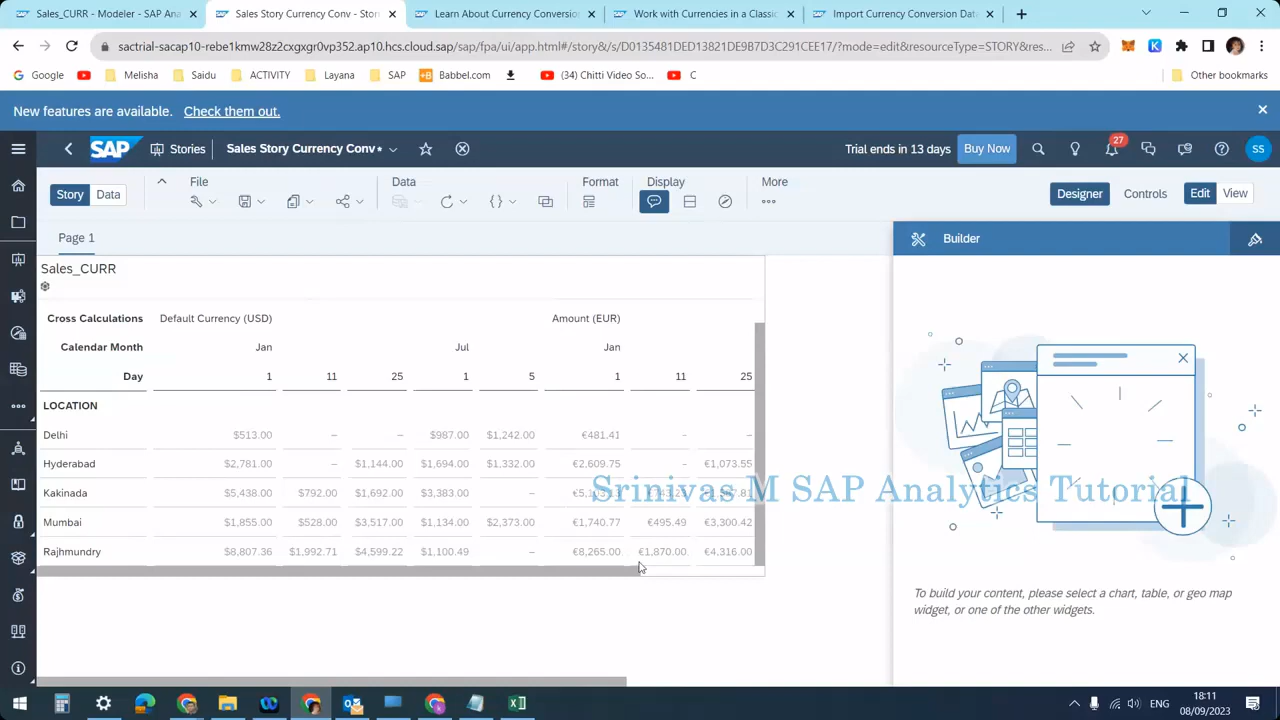 Sales_CURR - Modeler - SAP An
Sales Story Currency Conv - Stor
Learn About Currency Conversio
Work with Currencies in a Classic
Import Currency Conversion Date
sactrial-sacap10-rebe1kmw28z2cxgxgr0vp352.ap10.hcs.cloud.sap/sap/fpa/ui/app.html#/story&/s/D0135481DED13821DE9B7D3C291CEE17/?mode=edit&resourceType=STORY&res...
Google
Melisha
Saidu
ACTIVITY
Layana
SAP
Babbel.com
(34) Chitti Video So...
C
Other bookmarks
New features are available. Check them out.
SAP Stories Sales Story Currency Conv* Trial ends in 13 days Buy Now 27 SS
Story Data File Data Format Display More Designer Controls Edit View
Page 1
Builder
Sales_CURR
Cross Calculations Default Currency (USD) Amount (EUR)
Calendar Month Jan Jul Jan
Day 1 11 25 1 5 1 11 25
LOCATION
Delhi $513.00 – – $987.00 $1,242.00 €481.41 - –
Hyderabad $2,781.00 – $1,144.00 $1,694.00 $1,332.00 €2,609.75 - €1,073.55
Kakinada $5,438.00 $792.00 $1,692.00 $3,383.00 –
Srinivas M SAP Analytics Tutorial
Mumbai $1,855.00 $528.00 $3,517.00 $1,134.00 $2,373.00 €1,740.77 €495.49 €3,300.42
Rajhmundry $8,807.36 $1,992.71 $4,599.22 $1,100.49 – €8,265.00 €1,870.00 €4,316.00
To build your content, please select a chart, table, or geo map
widget, or one of the other widgets.
ENG
18:11
08/09/2023